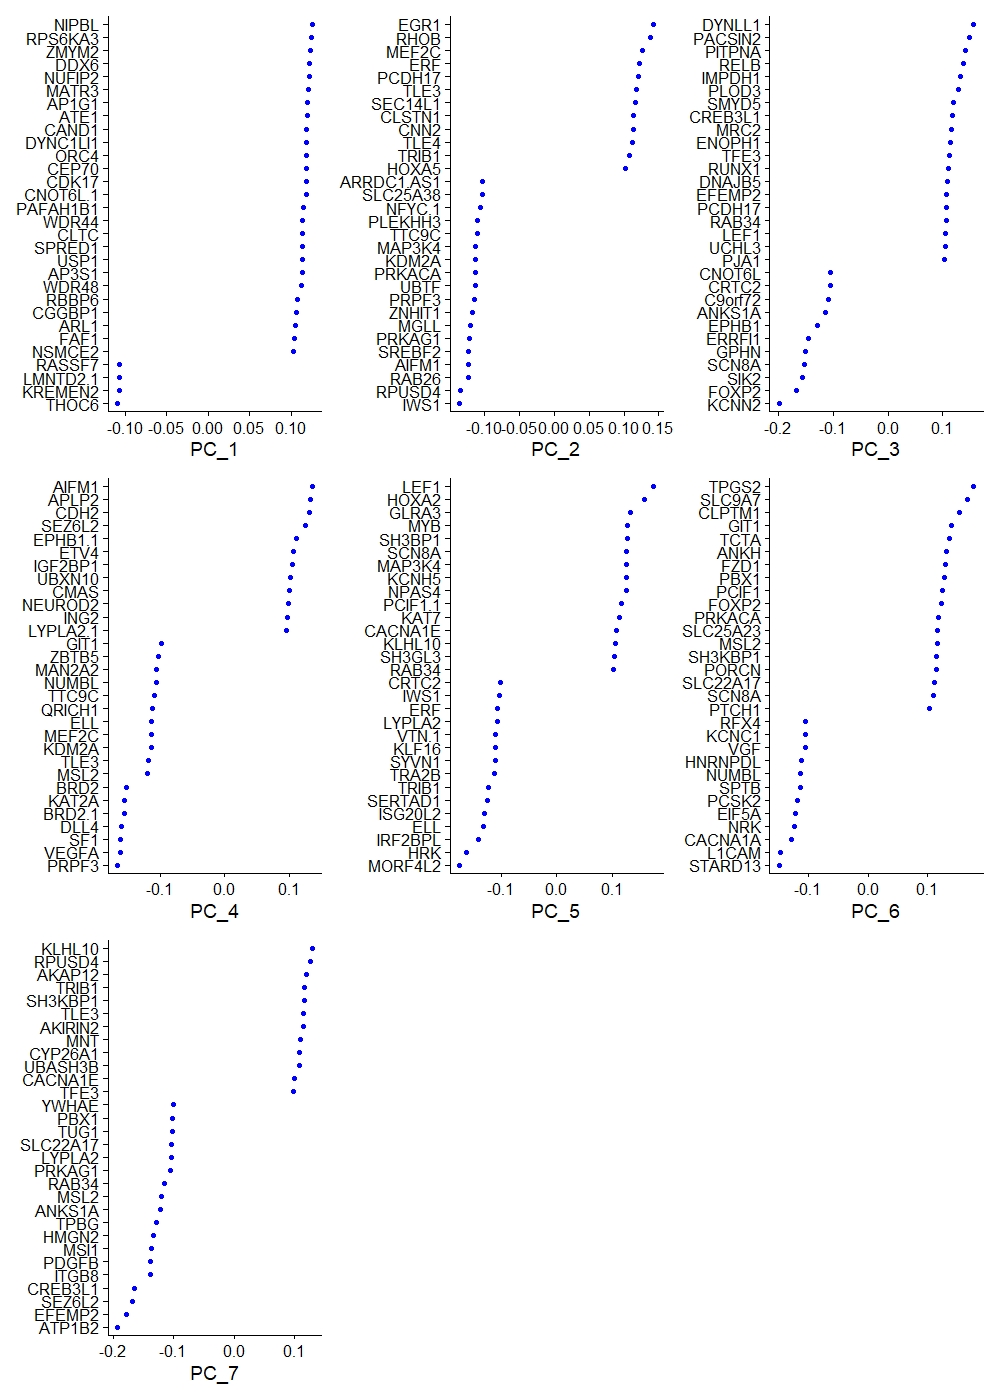 NIPBL
RPS6KA3
ZMYM2
DDX6
NUFIP2
MATR3
AP1G1
ATE1
CAND1
DYNC1LI1
ORC4
CEP70
CDK17
CNOT6L.1
PAFAH1B1
WDR44
CLTC
SPRED1
USP1
AP3S1
WDR48
RBBP6
CGGBP1
ARL1
FAF1
NSMCE2
RASSF7
LMNTD2.1
KREMEN2
THOC6
-0.10 -0.05 0.00 0.05 0.10
PC_1
EGR1
RHOB
MEF2C
ERF
PCDH17
TLE3
SEC14L1
CLSTN1
CNN2
TLE4
TRIB1
HOXA5
ARRDC1.AS1
SLC25A38
NFYC.1
PLEKHH3
TTC9C
MAP3K4
KDM2A
PRKACA
UBTF
PRPF3
ZNHIT1
MGLL
PRKAG1
SREBF2
AIFM1
RAB26
RPUSD4
IWS1
-0.10 -0.05 0.00 0.05 0.10 0.15
PC_2
DYNLL1
PACSIN2
PITPNA
RELB
IMPDH1
PLOD3
SMYD5
CREB3L1
MRC2
ENOPH1
TFE3
RUNX1
DNAJB5
EFEMP2
PCDH17
RAB34
LEF1
UCHL3
PJA1
CNOT6L
CRTC2
C9orf72
ANKS1A
EPHB1
ERRFI1
GPHN
SCN8A
SIK2
FOXP2
KCNN2
-0.2 -0.1 0.0 0.1
PC_3
AIFM1
APLP2
CDH2
SEZ6L2
EPHB1.1
ETV4
IGF2BP1
UBXN10
CMAS
NEUROD2
ING2
LYPLA2.1
GIT1
ZBTB5
MAN2A2
NUMBL
TTC9C
QRICH1
ELL
MEF2C
KDM2A
TLE3
MSL2
BRD2
KAT2A
BRD2.1
DLL4
SF1
VEGFA
PRPF3
-0.1 0.0 0.1
PC_4
LEF1
HOXA2
GLRA3
MYB
SH3BP1
SCN8A
MAP3K4
KCNH5
NPAS4
PCIF1.1
KAT7
CACNA1E
KLHL10
SH3GL3
RAB34
CRTC2
IWS1
ERF
LYPLA2
VTN.1
KLF16
SYVN1
TRA2B
TRIB1
SERTAD1
ISG20L2
ELL
IRF2BPL
HRK
MORF4L2
-0.1 0.0 0.1
PC_5
TPGS2
SLC9A7
CLPTM1
GIT1
TCTA
ANKH
FZD1
PBX1
PCIF1
FOXP2
PRKACA
SLC25A23
MSL2
SH3KBP1
PORCN
SLC22A17
SCN8A
PTCH1
RFX4
KCNC1
VGF
HNRNPDL
NUMBL
SPTB
PCSK2
EIF5A
NRK
CACNA1A
L1CAM
STARD13
-0.1 0.0 0.1
PC_6
KLHL10
RPUSD4
AKAP12
TRIB1
SH3KBP1
TLE3
AKIRIN2
MNT
CYP26A1
UBASH3B
CACNA1E
TFE3
YWHAE
PBX1
TUG1
SLC22A17
LYPLA2
PRKAG1
RAB34
MSL2
ANKS1A
TPBG
HMGN2
MSI1
PDGFB
ITGB8
CREB3L1
SEZ6L2
EFEMP2
ATP1B2
-0.2 -0.1 0.0 0.1
PC_7